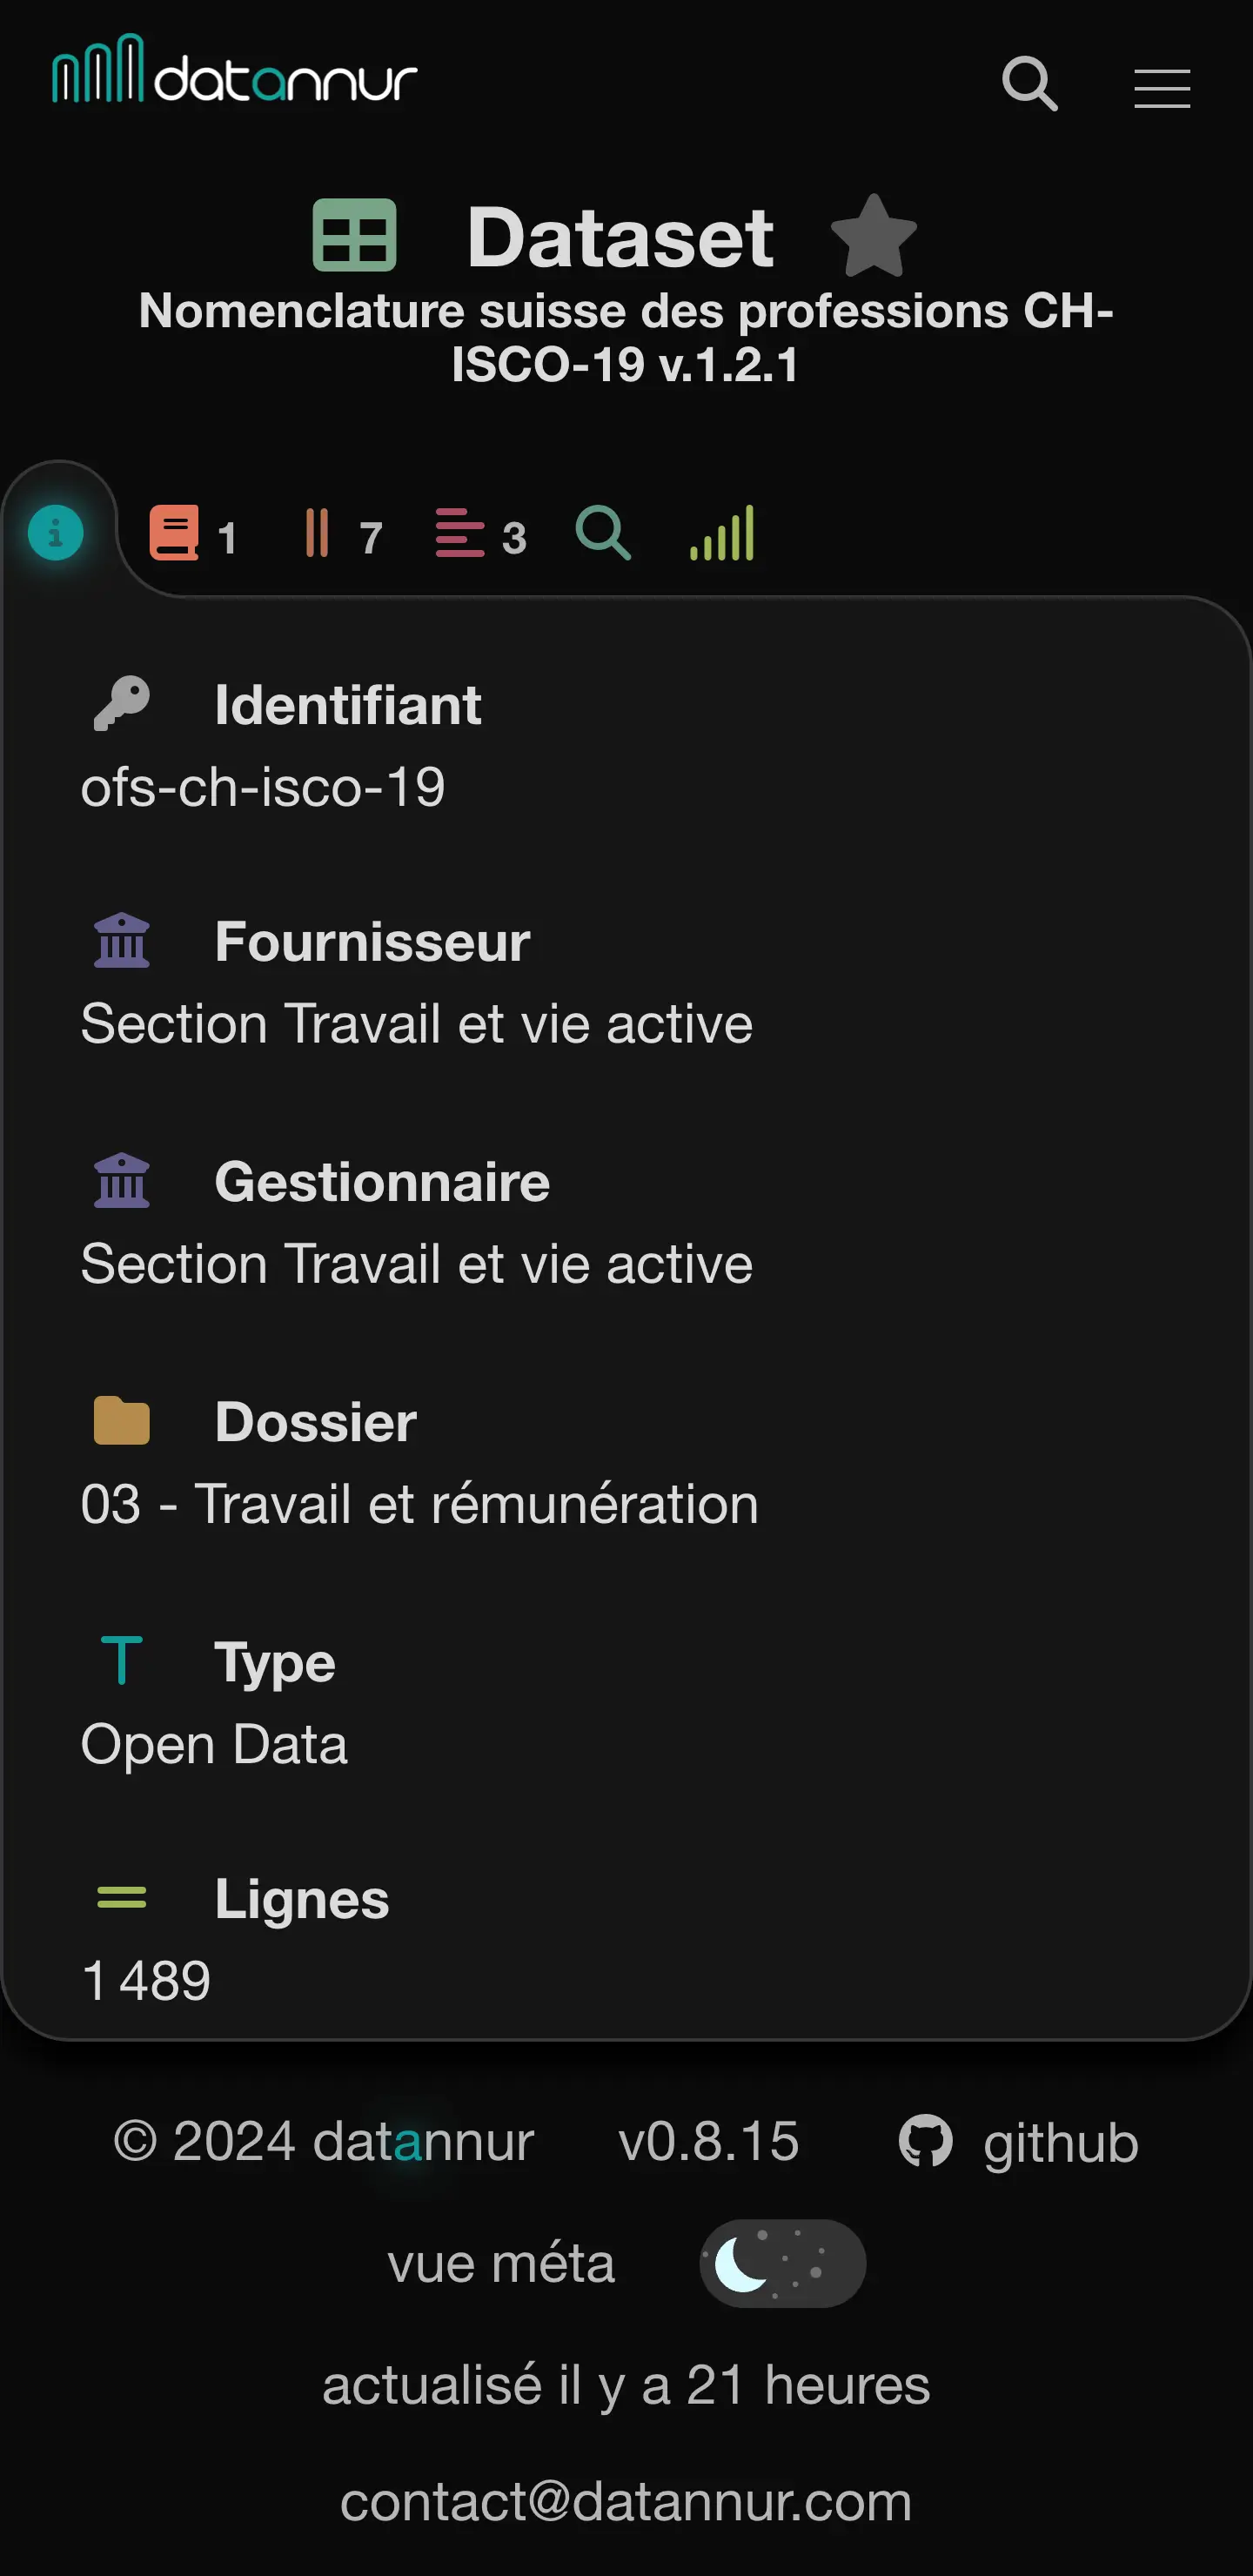 datannur
Dataset
Nomenclature suisse des professions CH-
ISCO-19 v.1.2.1
1 7 3
Identifiant
ofs-ch-isco-19
Fournisseur
Section Travail et vie active
Gestionnaire
Section Travail et vie active
Dossier
03 - Travail et rémunération
Type
Open Data
Lignes
1 489
© 2024 datannur v0.8.15 github
vue méta
actualisé il y a 21 heures
contact@datannur.com